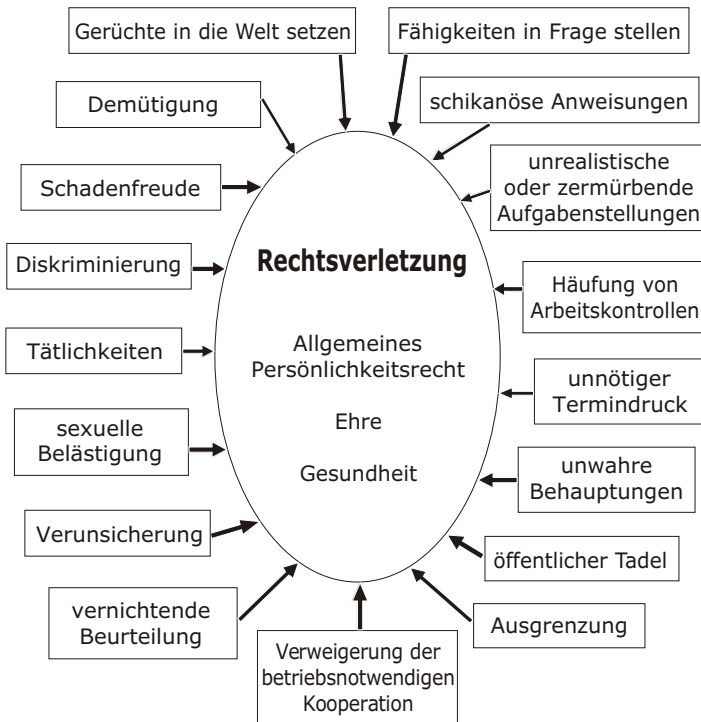 Gerüchte in die Welt setzen
Fähigkeiten in Frage stellen
Demütigung
schikanöse Anweisungen
Schadenfreude
unrealistische
oder zermürbende
Aufgabenstellungen
Diskriminierung
Rechtsverletzung
Häufung von
Arbeitskontrollen
Tätlichkeiten
Allgemeines
Persönlichkeitsrecht
Ehre
Gesundheit
unnötiger
Termindruck
sexuelle
Belästigung
unwahre
Behauptungen
Verunsicherung
öffentlicher Tadel
vernichtende
Beurteilung
Verweigerung der
betriebsnotwendigen
Kooperation
Ausgrenzung